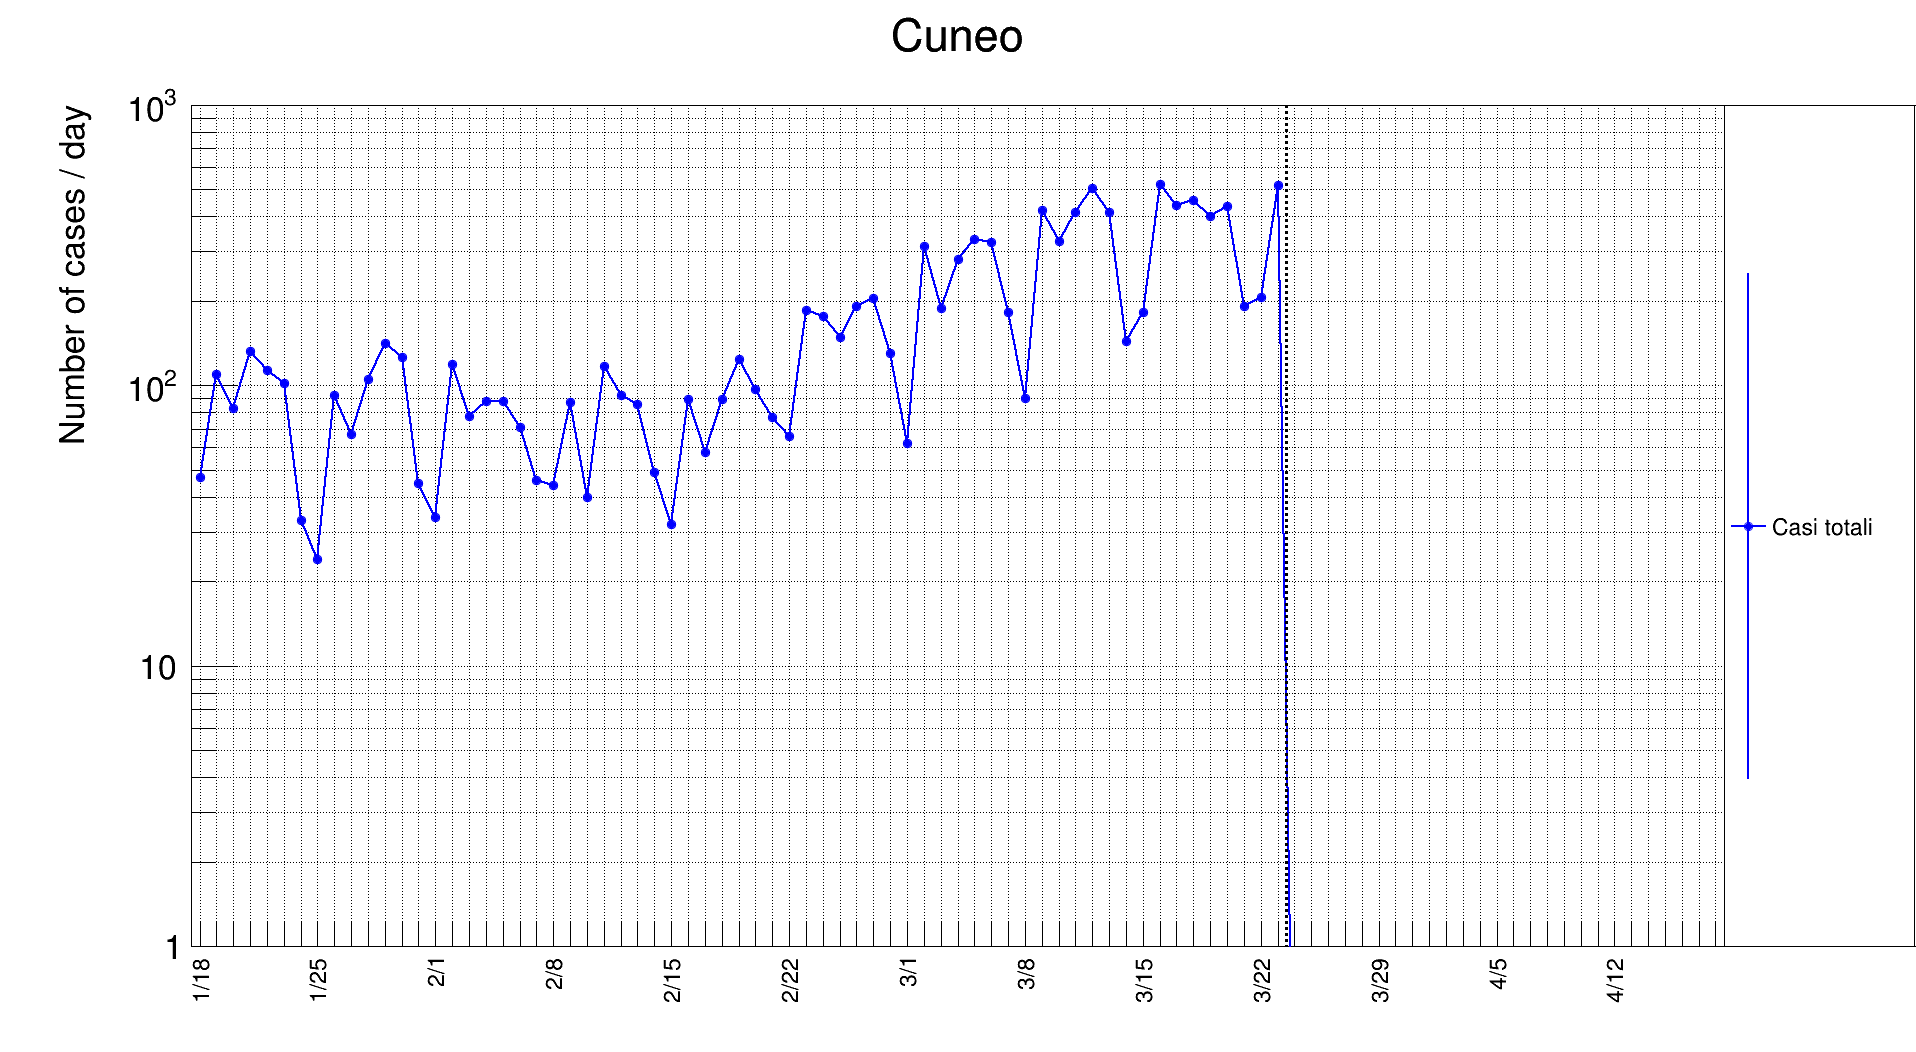 Cuneo
Number of cases / day
10³
10²
10
1
1/18 1/25 2/1 2/8 2/15 2/22 3/1 3/8 3/15 3/22 3/29 4/5 4/12
Casi totali